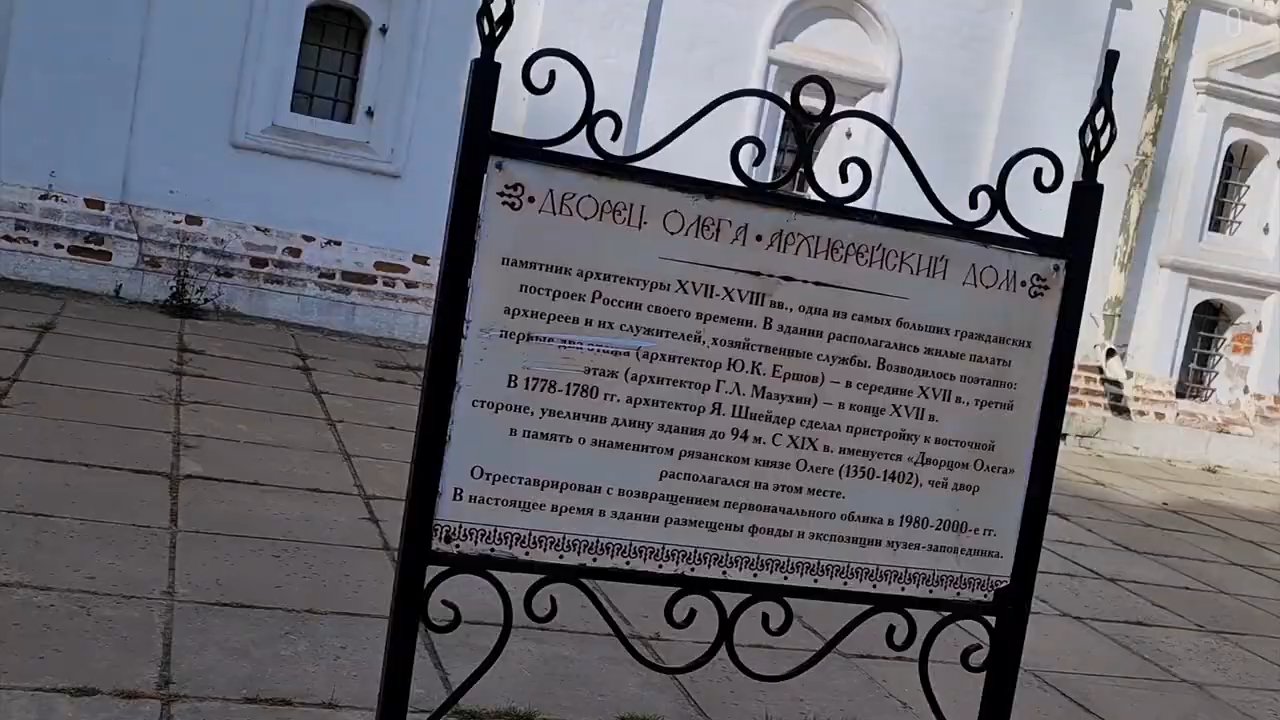 ДВОРЕЦ ОЛЕГА • АРХИЕРЕЙСКИЙ ДОМ
памятник архитектуры XVII-XVIII вв., одна из самых больших гражданских
построек России своего времени. В здании располагались жилые палаты
архиереев и их служителей, хозяйственные службы. Возводилось поэтапно:
первые два этажа (архитектор Ю.К. Ершов) – в середине XVII в., третий
этаж (архитектор Г.Л. Мазухин) – в конце XVII в.
В 1778-1780 гг. архитектор Я. Шнейдер сделал пристройку к восточной
стороне, увеличив длину здания до 94 м. С XIX в. именуется «Дворцом Олега»
в память о знаменитом рязанском князе Олеге (1350-1402), чей двор
располагался на этом месте.
Отреставрирован с возвращением первоначального облика в 1980-2000-е гг.
В настоящее время в здании размещены фонды и экспозиции музея-заповедника.